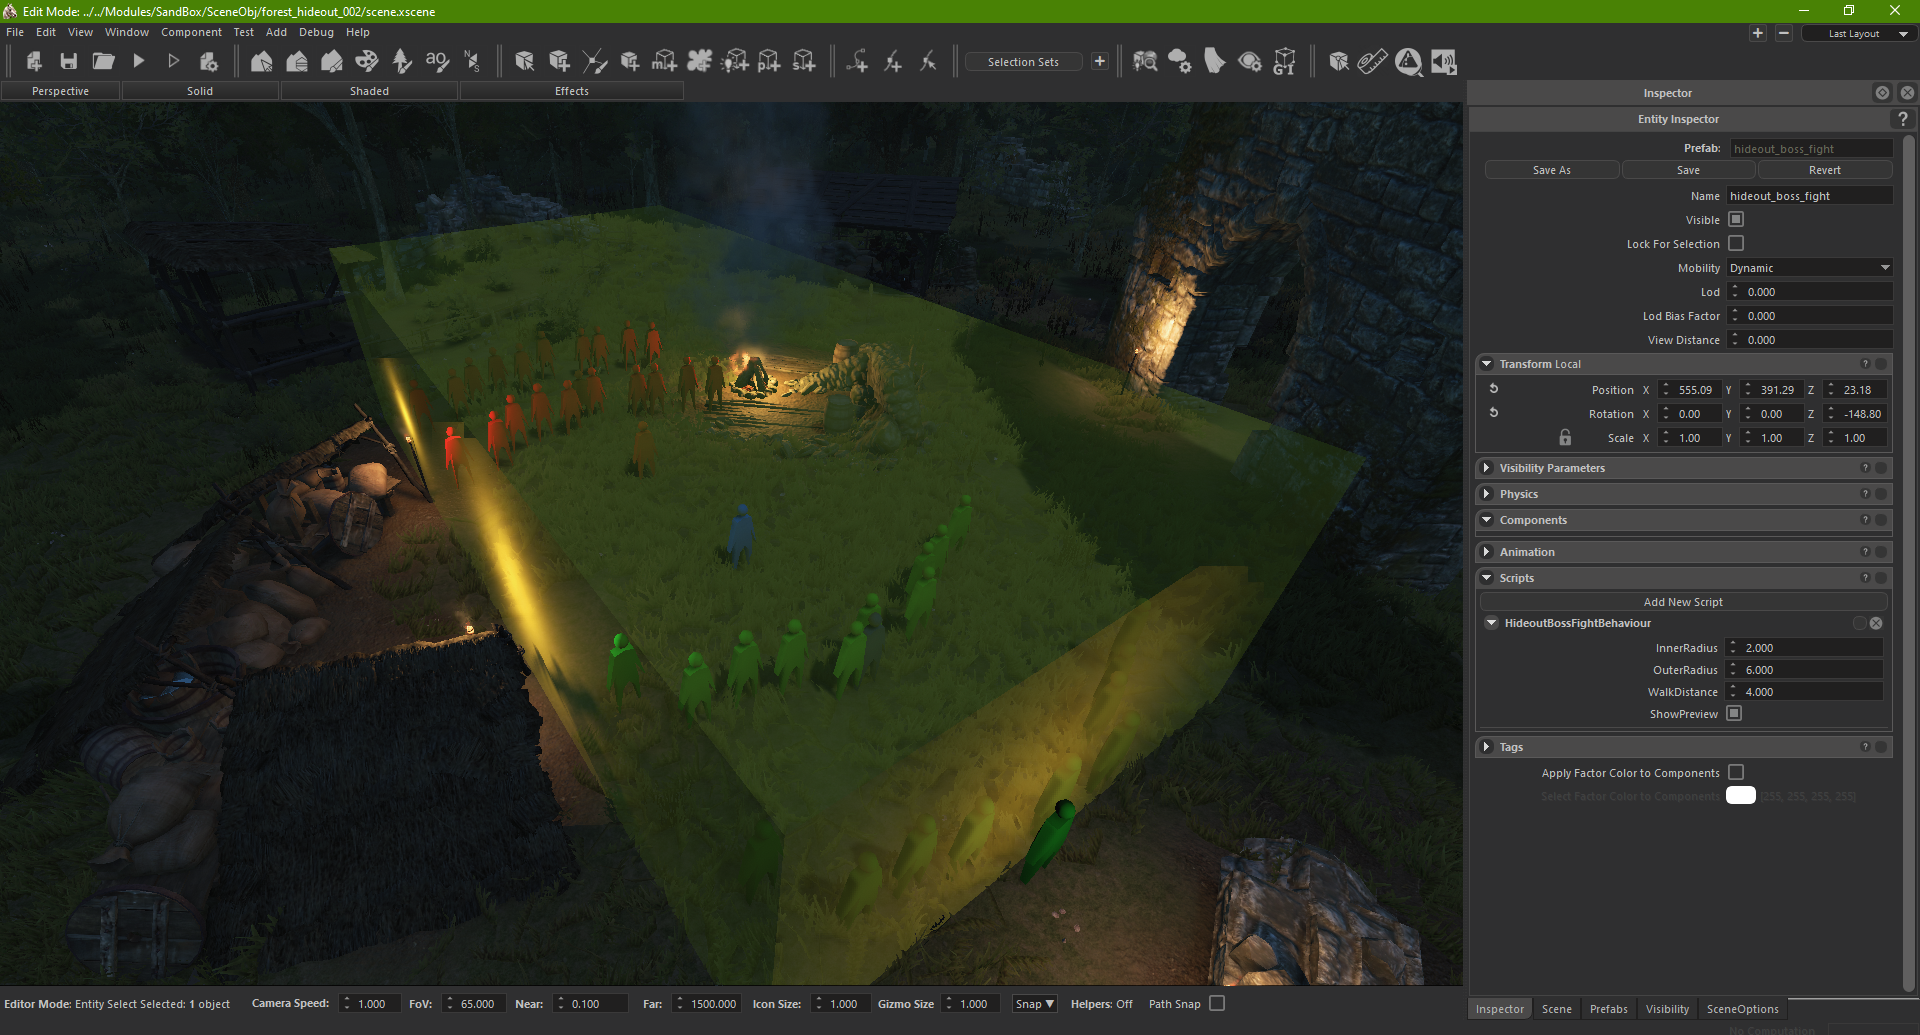 Edit Mode: ../../Modules/SandBox/SceneObj/forest_hideout_002/scene.xscene
File Edit View Window Component Test Add Debug Help
Last Layout
Selection Sets
Perspective Solid Shaded Effects
Inspector
Entity Inspector
Prefab: hideout_boss_fight
Save As Save Revert
Name hideout_boss_fight
Visible
Lock For Selection
Mobility Dynamic
Lod 0.000
Lod Bias Factor 0.000
View Distance 0.000
Transform Local
Position X 555.09 Y 391.29 Z 23.18
Rotation X 0.00 Y 0.00 Z -148.80
Scale X 1.00 Y 1.00 Z 1.00
Visibility Parameters
Physics
Components
Animation
Scripts
Add New Script
HideoutBossFightBehaviour
InnerRadius 2.000
OuterRadius 6.000
WalkDistance 4.000
ShowPreview
Tags
Apply Factor Color to Components
Select Factor Color to Components [255, 255, 255, 255]
Editor Mode: Entity Select Selected: 1 object Camera Speed: 1.000 FoV: 65.000 Near: 0.100 Far: 1500.000 Icon Size: 1.000 Gizmo Size 1.000 Snap Helpers: Off Path Snap
Inspector Scene Prefabs Visibility SceneOptions
No Computation